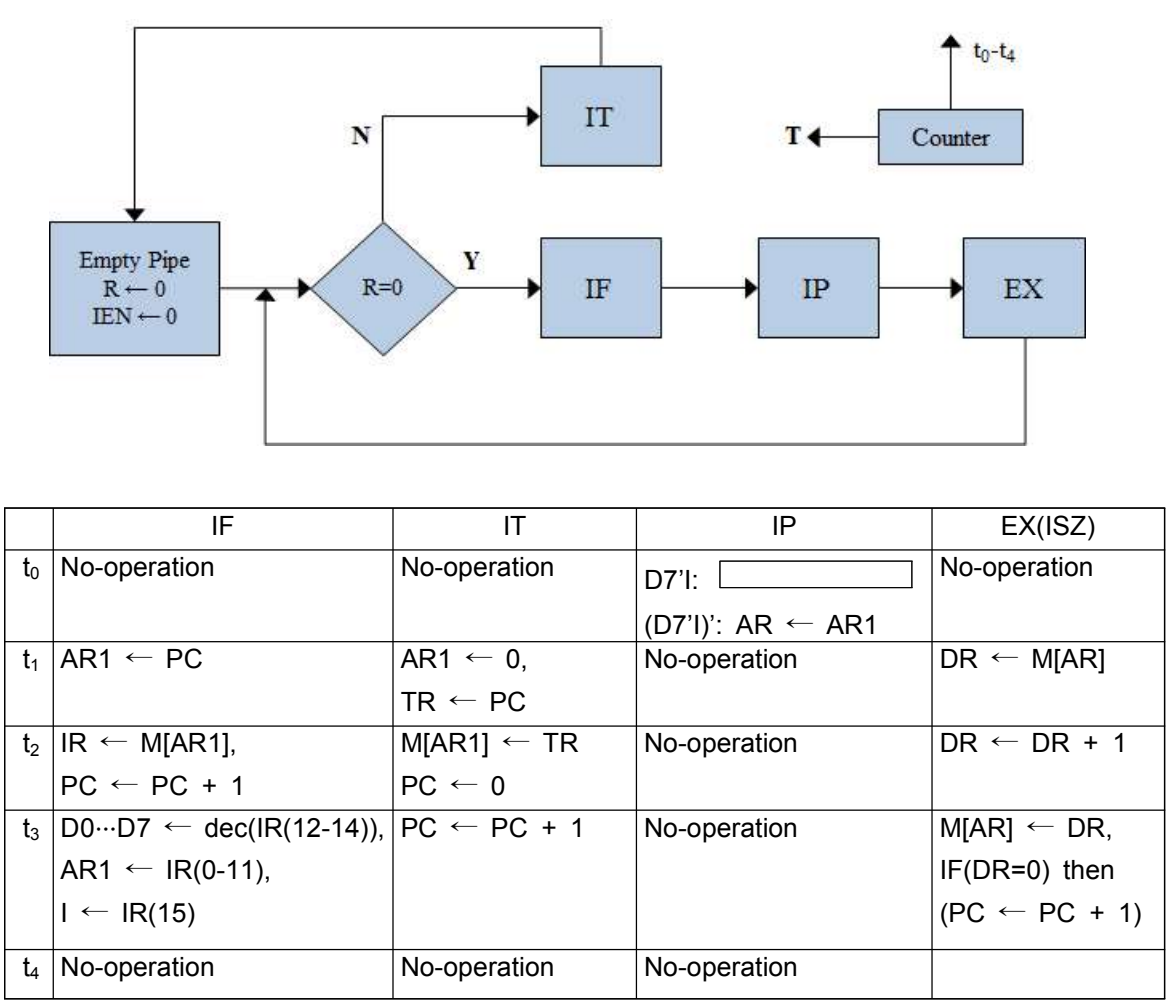 IT
t₀-t₄
N
T
Counter
Empty Pipe
R ← 0
IEN ← 0
R=0
Y
IF
IP
EX
IF IT IP EX(ISZ)
t₀ No-operation No-operation D7'I: No-operation
(D7'I)': AR ← AR1
t₁ AR1 ← PC AR1 ← 0, No-operation DR ← M[AR]
TR ← PC
t₂ IR ← M[AR1], M[AR1] ← TR No-operation DR ← DR + 1
PC ← PC + 1 PC ← 0
t₃ D0⋯D7 ← dec(IR(12-14)), PC ← PC + 1 No-operation M[AR] ← DR,
AR1 ← IR(0-11), IF(DR=0) then
I ← IR(15) (PC ← PC + 1)
t₄ No-operation No-operation No-operation